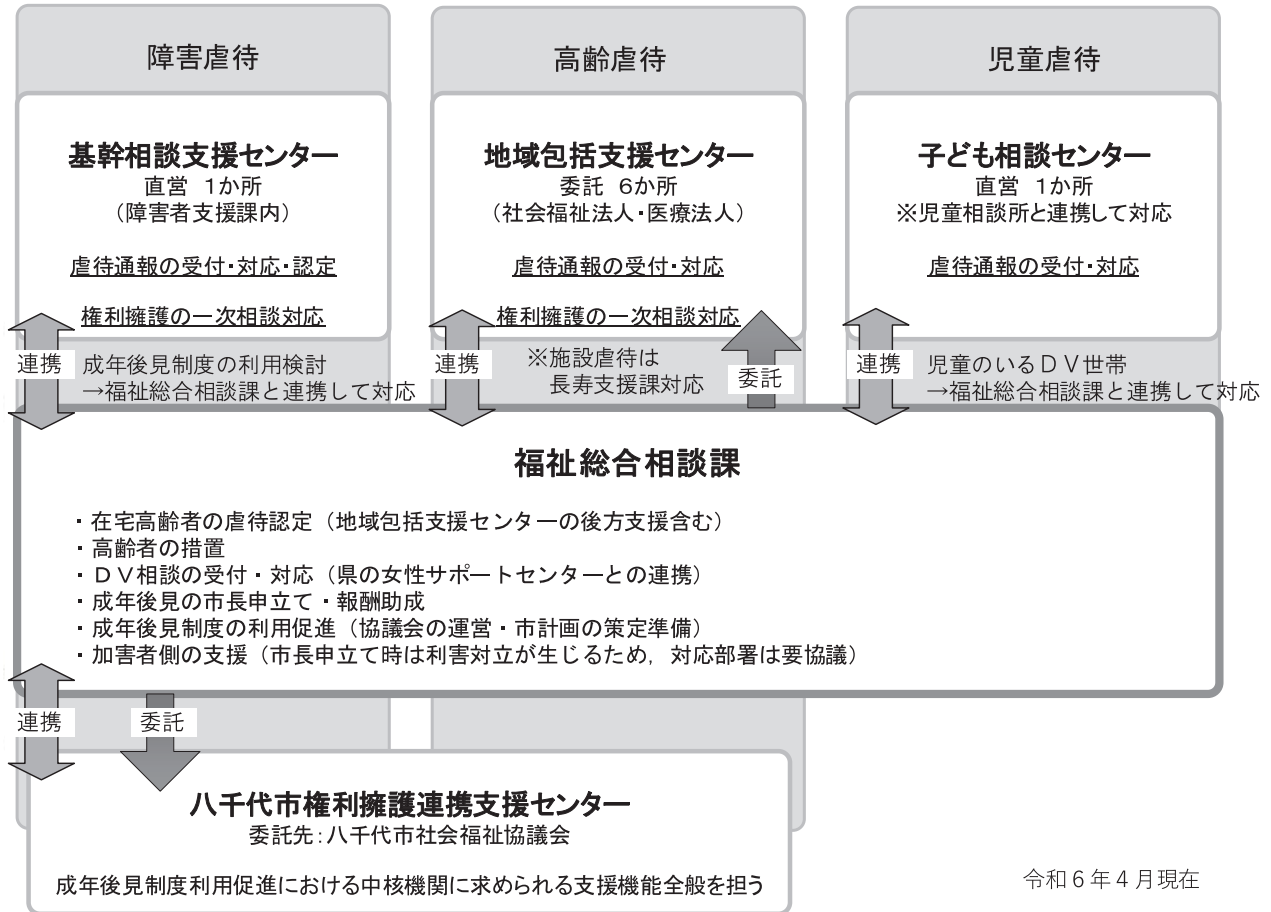 障害虐待
基幹相談支援センター
直営 1か所
（障害者支援課内）
虐待通報の受付・対応・認定
権利擁護の一次相談対応
連携
成年後見制度の利用検討
→福祉総合相談課と連携して対応
高齢虐待
地域包括支援センター
委託 6か所
（社会福祉法人・医療法人）
虐待通報の受付・対応
権利擁護の一次相談対応
連携
※施設虐待は
長寿支援課対応
委託
児童虐待
子ども相談センター
直営 1か所
※児童相談所と連携して対応
虐待通報の受付・対応
連携
児童のいるＤＶ世帯
→福祉総合相談課と連携して対応
福祉総合相談課
・在宅高齢者の虐待認定（地域包括支援センターの後方支援含む）
・高齢者の措置
・ＤＶ相談の受付・対応（県の女性サポートセンターとの連携）
・成年後見の市長申立て・報酬助成
・成年後見制度の利用促進（協議会の運営・市計画の策定準備）
・加害者側の支援（市長申立て時は利害対立が生じるため，対応部署は要協議）
連携
委託
八千代市権利擁護連携支援センター
委託先：八千代市社会福祉協議会
成年後見制度利用促進における中核機関に求められる支援機能全般を担う
令和６年４月現在